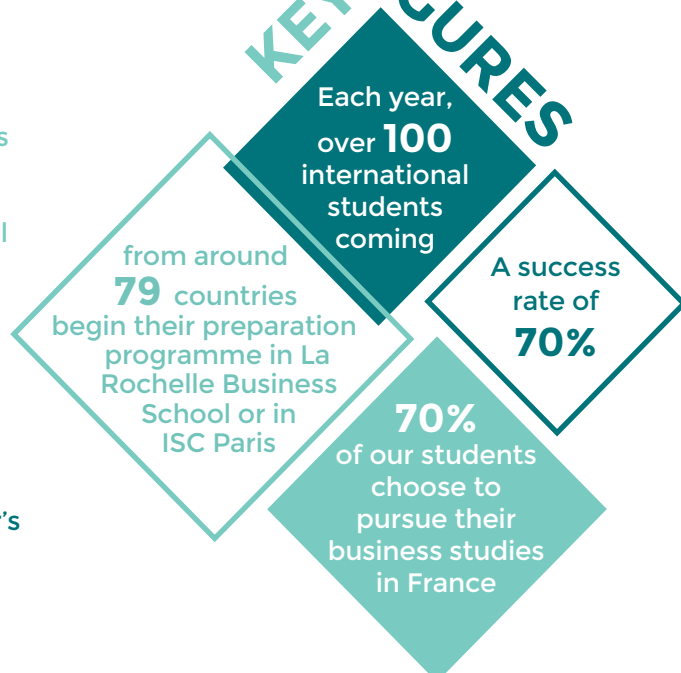 KEY
GURES
Each year,
over 100
international
students
coming
from around
79 countries
begin their preparation
programme in La
Rochelle Business
School or in
ISC Paris
A success
rate of
70%
70%
of our students
choose to
pursue their
business studies
in France
s
l
’s